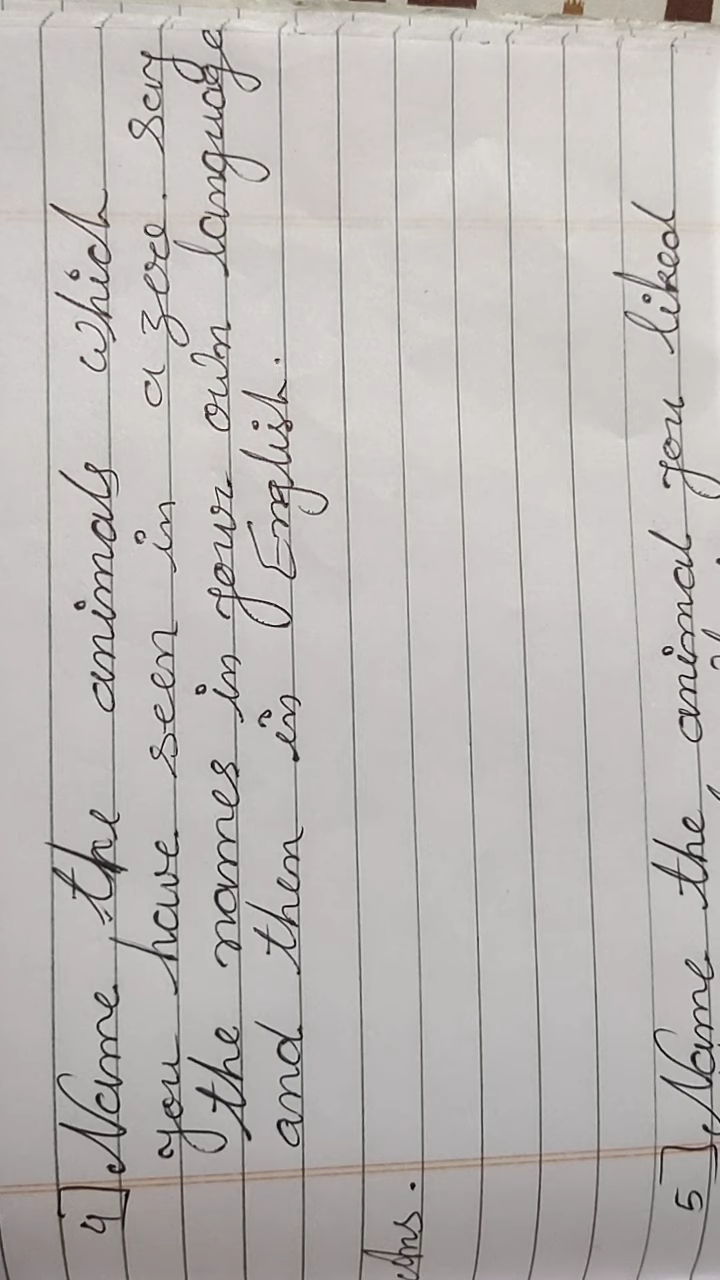 4] Name the animals which
you have seen in a zoo. say
the names in your own language
and then in English.
Ans.
5] Name the animal you liked